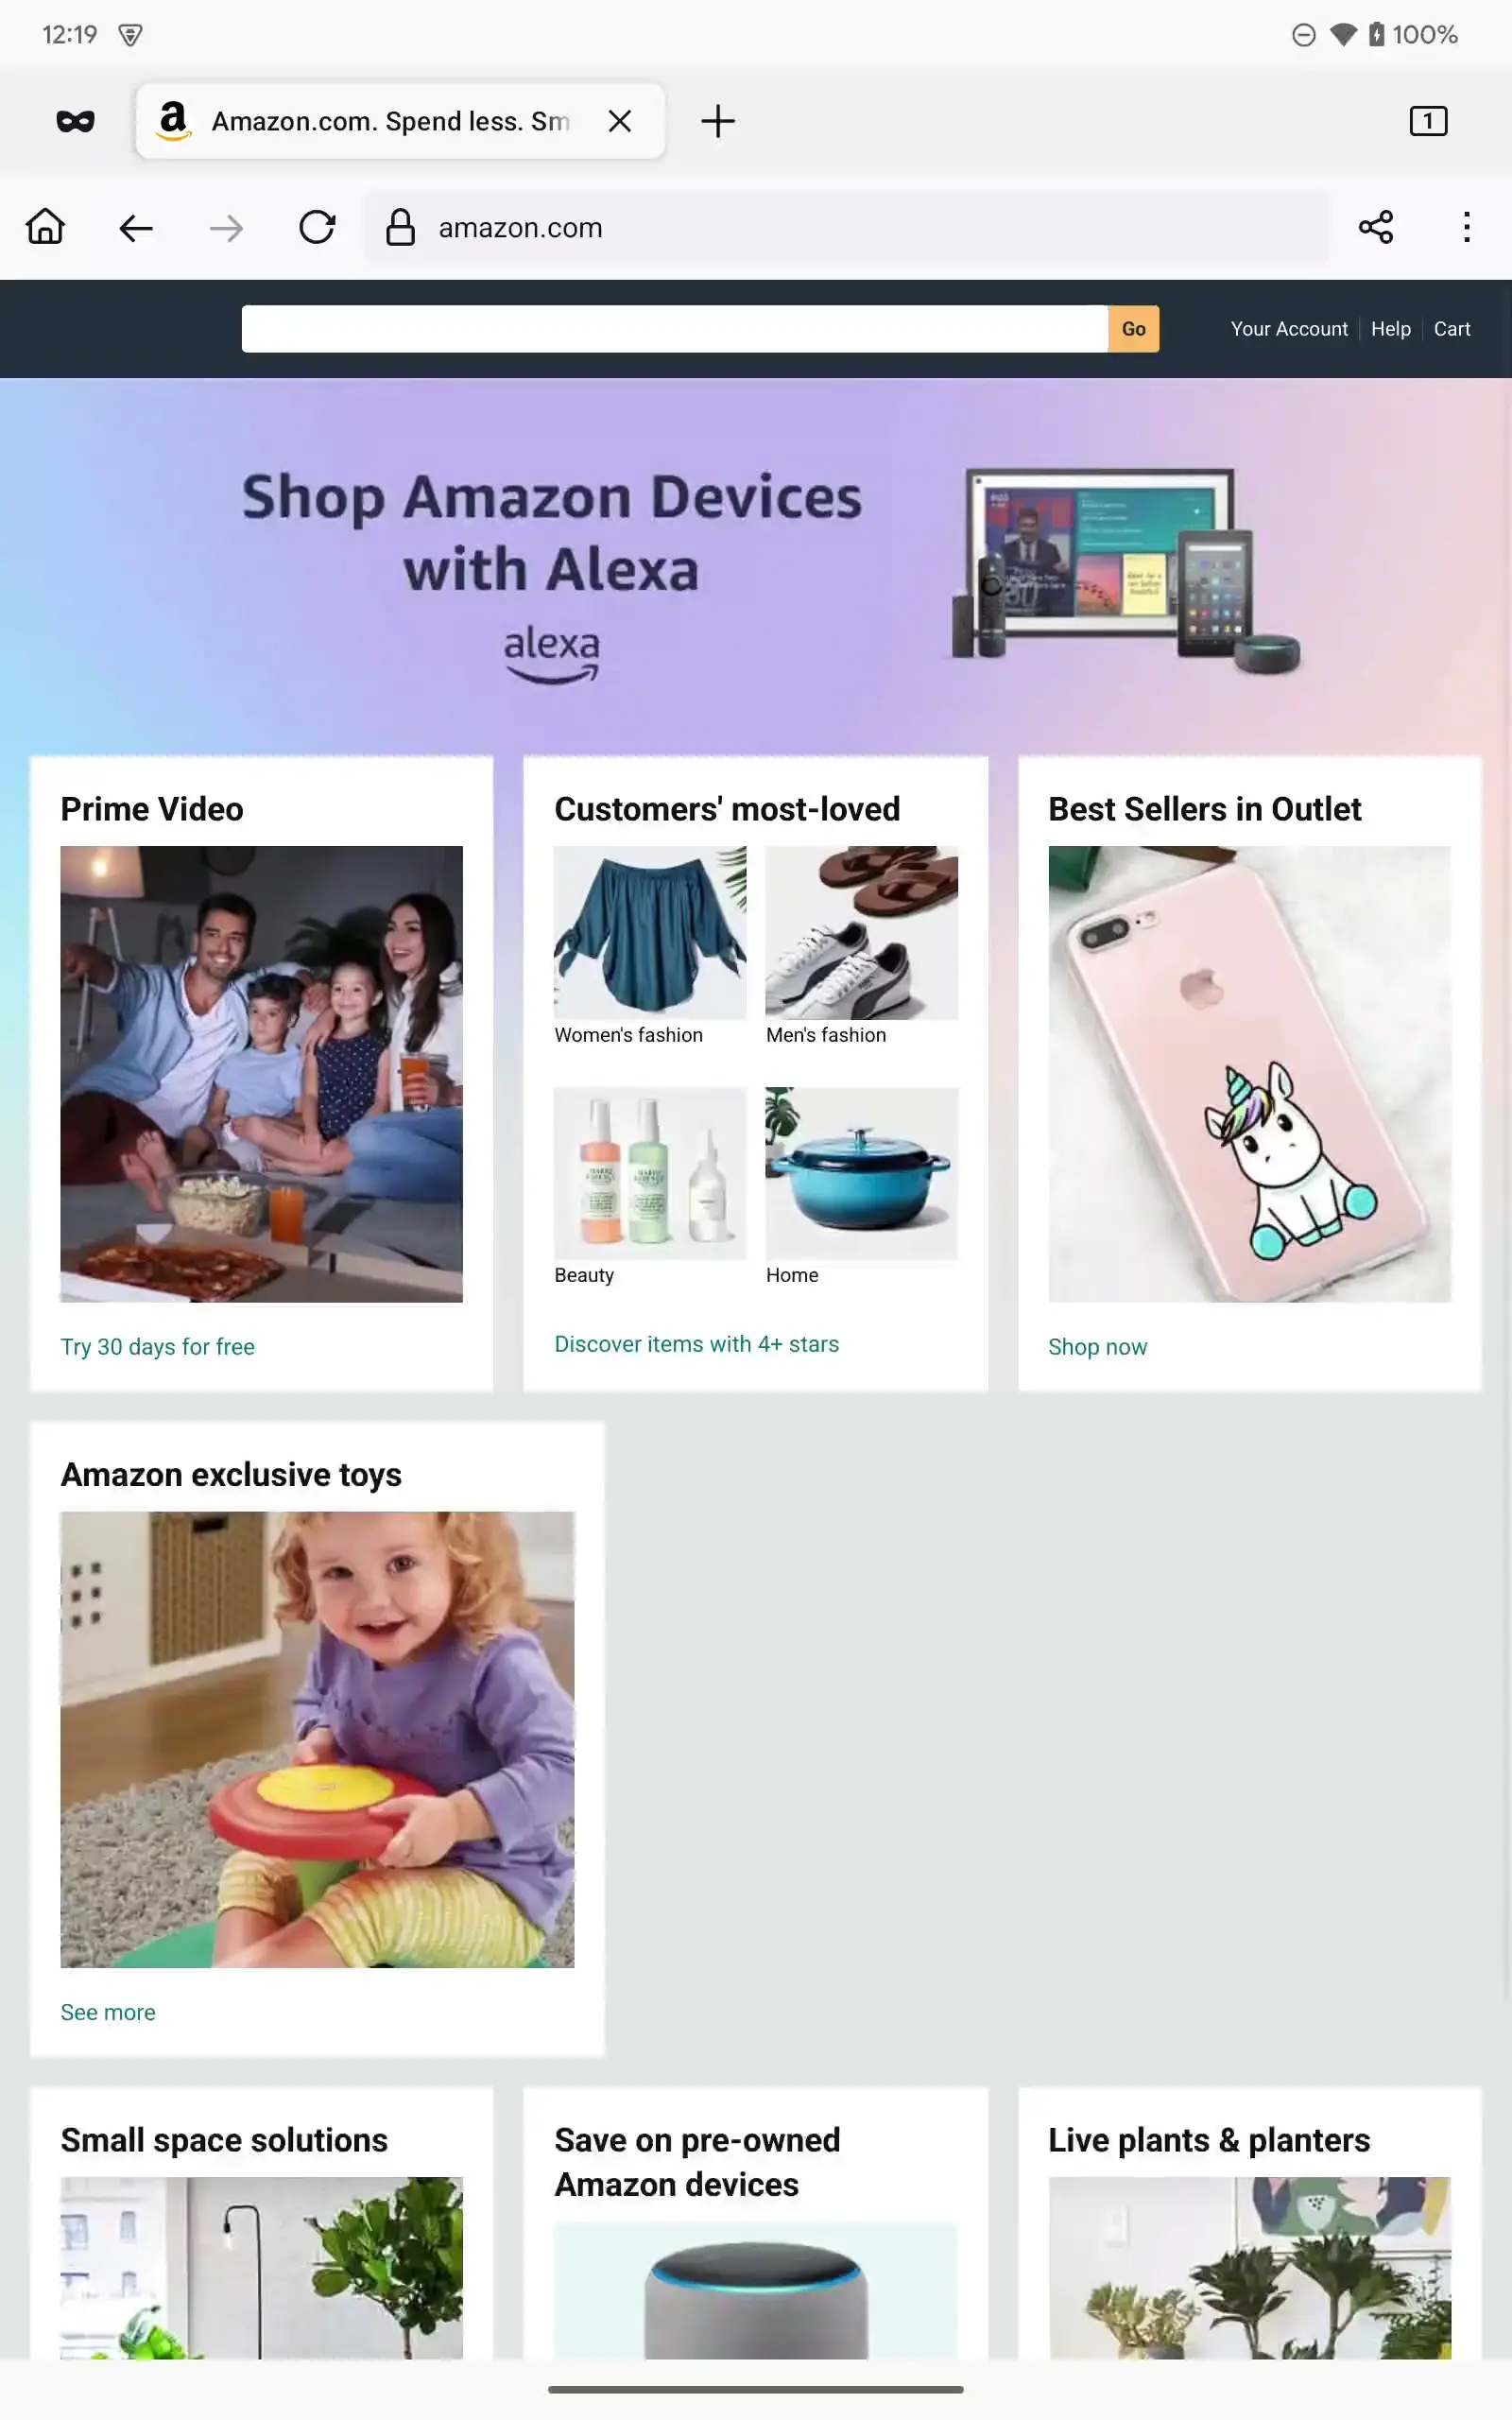 12:19
100%
Amazon.com. Spend less. Sm
1
amazon.com
Go
Your Account
Help
Cart
Shop Amazon Devices
with Alexa
alexa
Prime Video
Customers' most-loved
Best Sellers in Outlet
Women's fashion
Men's fashion
Beauty
Home
Try 30 days for free
Discover items with 4+ stars
Shop now
Amazon exclusive toys
See more
Small space solutions
Save on pre-owned
Amazon devices
Live plants & planters